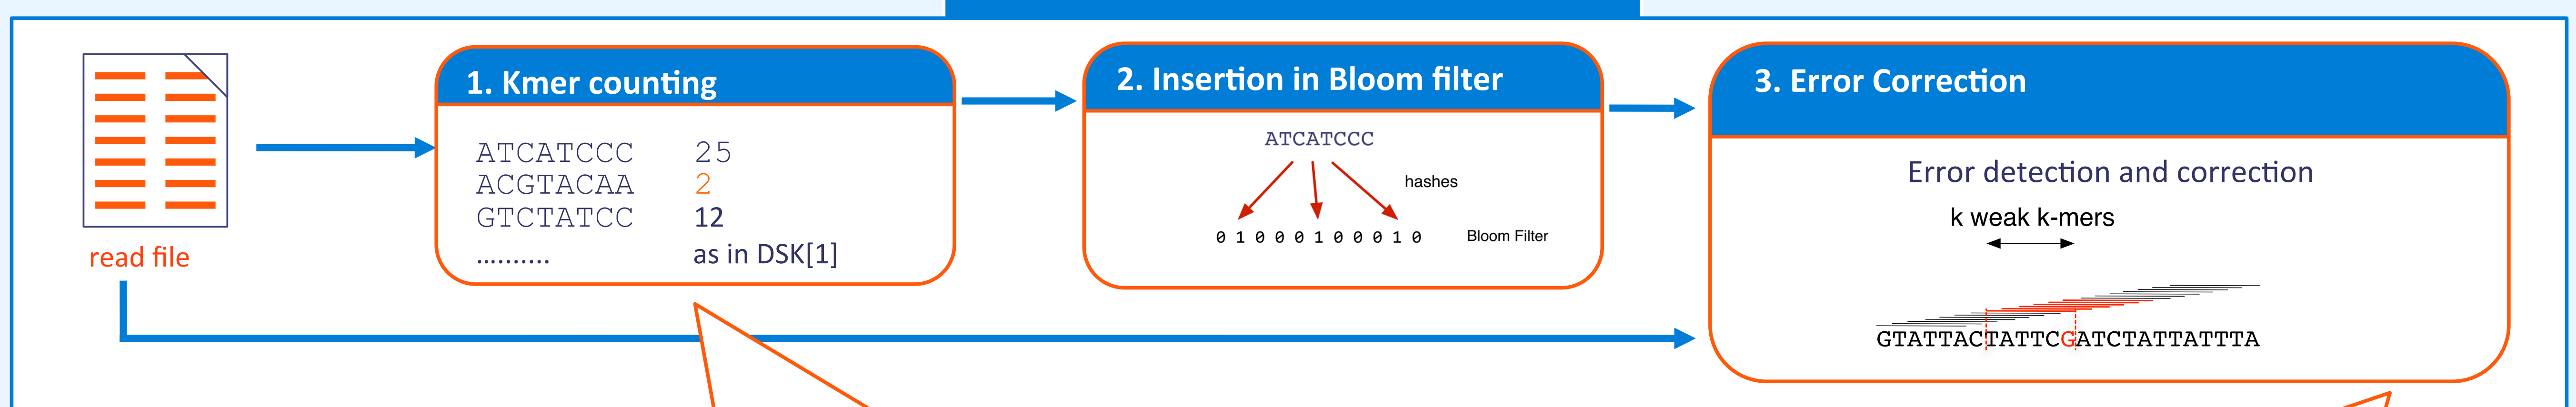 read file
1. Kmer counting
ATCATCCC 25
ACGTACAA 2
GTCTATCC 12
.......... as in DSK[1]
2. Insertion in Bloom filter
ATCATCCC
hashes
0 1 0 0 0 1 0 0 0 1 0 Bloom Filter
3. Error Correction
Error detection and correction
k weak k-mers
GTATTACTATTCGATCTATTATTTA